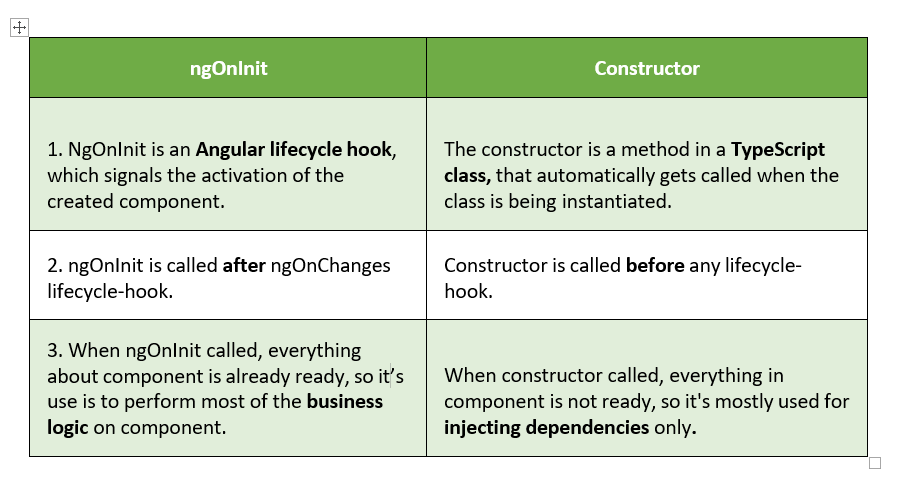 ngOnInit
Constructor
1. NgOnInit is an Angular lifecycle hook,
which signals the activation of the
created component.
The constructor is a method in a TypeScript
class, that automatically gets called when the
class is being instantiated.
2. ngOnInit is called after ngOnChanges
lifecycle-hook.
Constructor is called before any lifecycle-
hook.
3. When ngOnInit called, everything
about component is already ready, so it's
use is to perform most of the business
logic on component.
When constructor called, everything in
component is not ready, so it's mostly used for
injecting dependencies only.